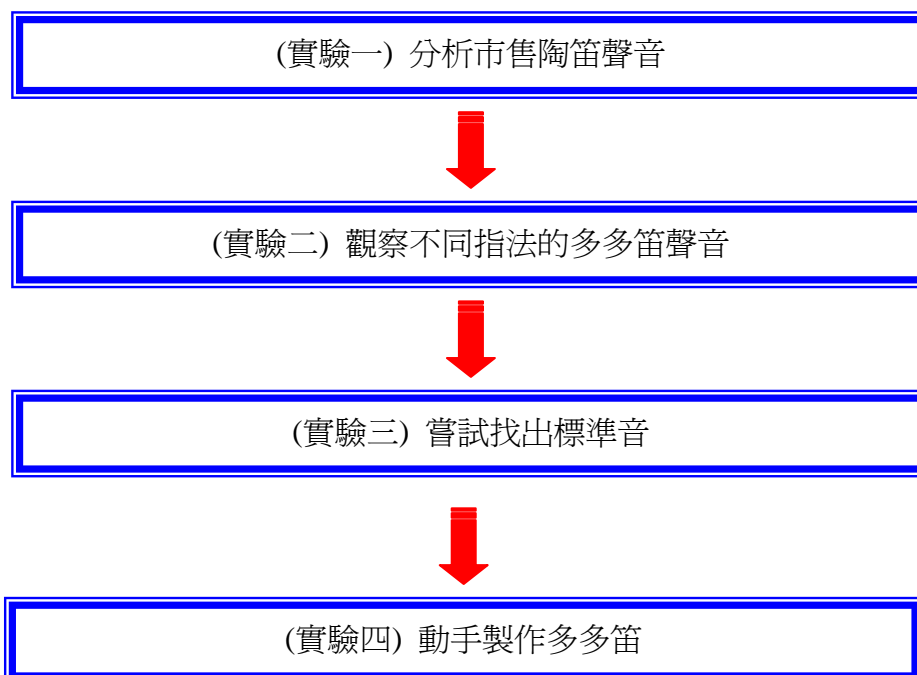 (實驗一) 分析市售陶笛聲音
(實驗二) 觀察不同指法的多多笛聲音
(實驗三) 嘗試找出標準音
(實驗四) 動手製作多多笛